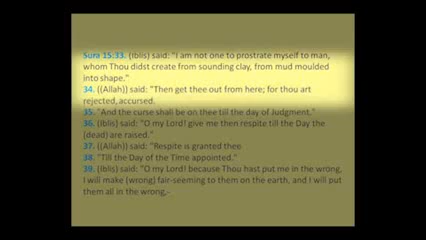 Sura 15:33. (Iblis) said: "I am not one to prostrate myself to man,
whom Thou didst create from sounding clay, from mud moulded
into shape."
34. ((Allah)) said: "Then get thee out from here; for thou art
rejected, accursed.
35. "And the curse shall be on thee till the day of Judgment."
36. (Iblis) said: "O my Lord! give me then respite till the Day the
(dead) are raised."
37. ((Allah)) said: "Respite is granted thee
38. "Till the Day of the Time appointed."
39. (Iblis) said: "O my Lord! because Thou hast put me in the wrong,
I will make (wrong) fair-seeming to them on the earth, and I will put
them all in the wrong,-